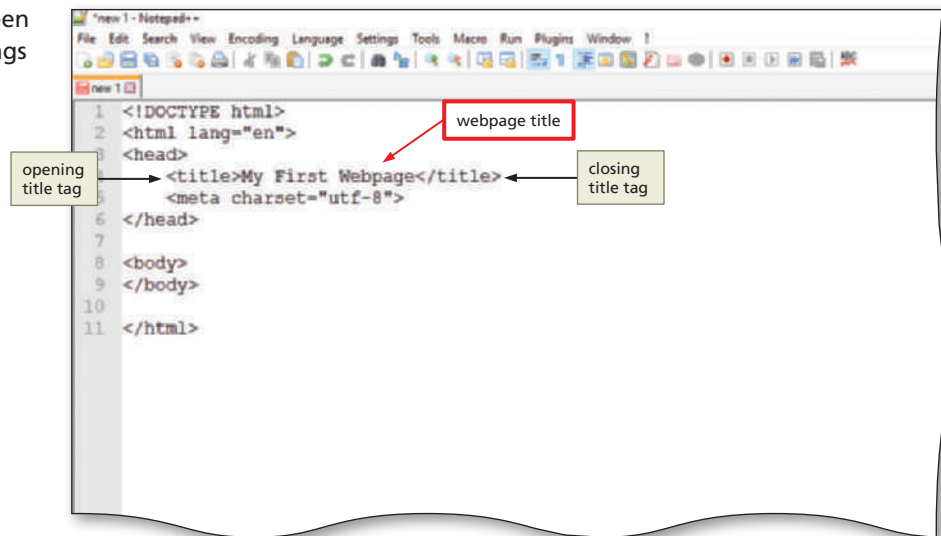 een
ngs
*new 1 - Notepad++
File Edit Search View Encoding Language Settings Tools Macro Run Plugins Window ?
new 1
1 <!DOCTYPE html>
2 <html lang="en">
webpage title
3 <head>
opening
title tag
4 <title>My First Webpage</title>
closing
title tag
5 <meta charset="utf-8">
6 </head>
7
8 <body>
9 </body>
10
11 </html>